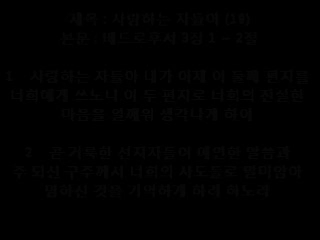 제목 : 사랑하는 자들아 (18)
본문 : 베드로후서 3장 1 – 2절
1 사랑하는 자들아 내가 이제 이 둘째 편지를
너희에게 쓰노니 이 두 편지로 너희의 진실한
마음을 일깨워 생각나게 하여
2 곧 거룩한 선지자들이 예언한 말씀과
주 되신 구주께서 너희의 사도들로 말미암아
명하신 것을 기억하게 하려 하노라